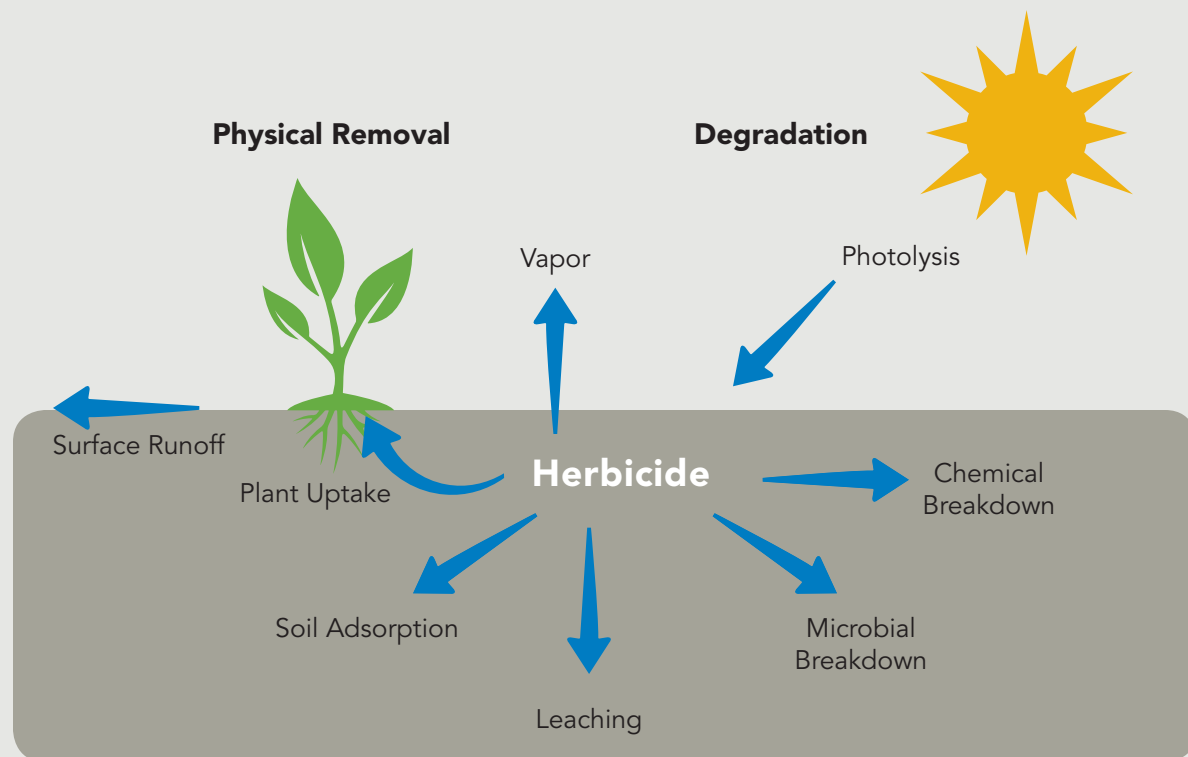 Physical Removal
Degradation
Vapor
Photolysis
Surface Runoff
Plant Uptake
Herbicide
Chemical
Breakdown
Soil Adsorption
Microbial
Breakdown
Leaching